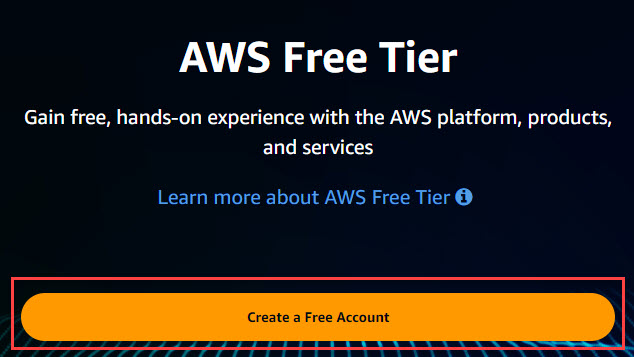 AWS Free Tier
Gain free, hands-on experience with the AWS platform, products,
and services
Learn more about AWS Free Tier
Create a Free Account